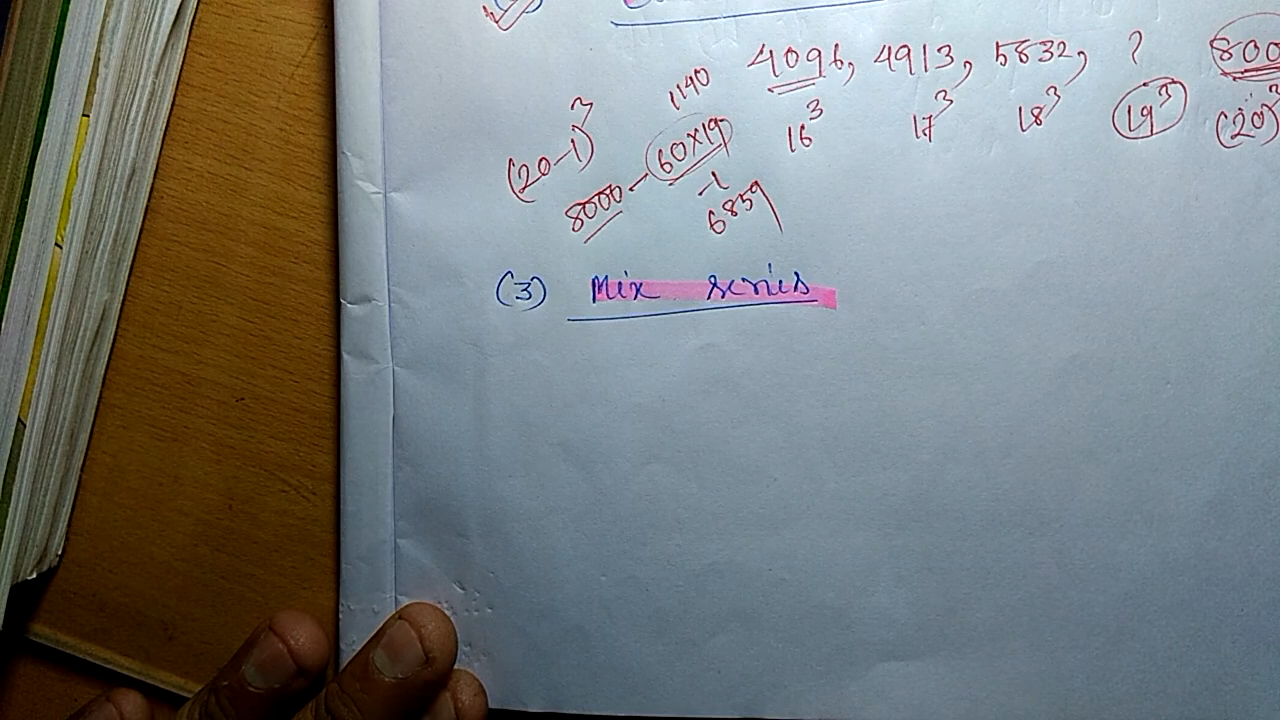 4096, 4913, 5832, ? 800
16³ 17³ 18³ 19³ (20)³
(20-1)³ 1140
8000 - 60×19
-1
6859
(3) Mix series